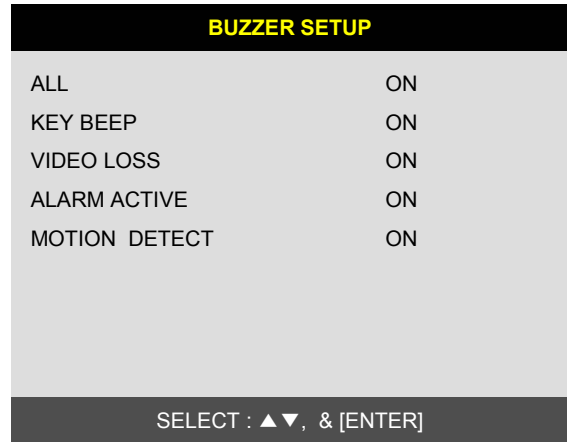 BUZZER SETUP
ALL ON
KEY BEEP ON
VIDEO LOSS ON
ALARM ACTIVE ON
MOTION DETECT ON
SELECT : ▲▼, & [ENTER]